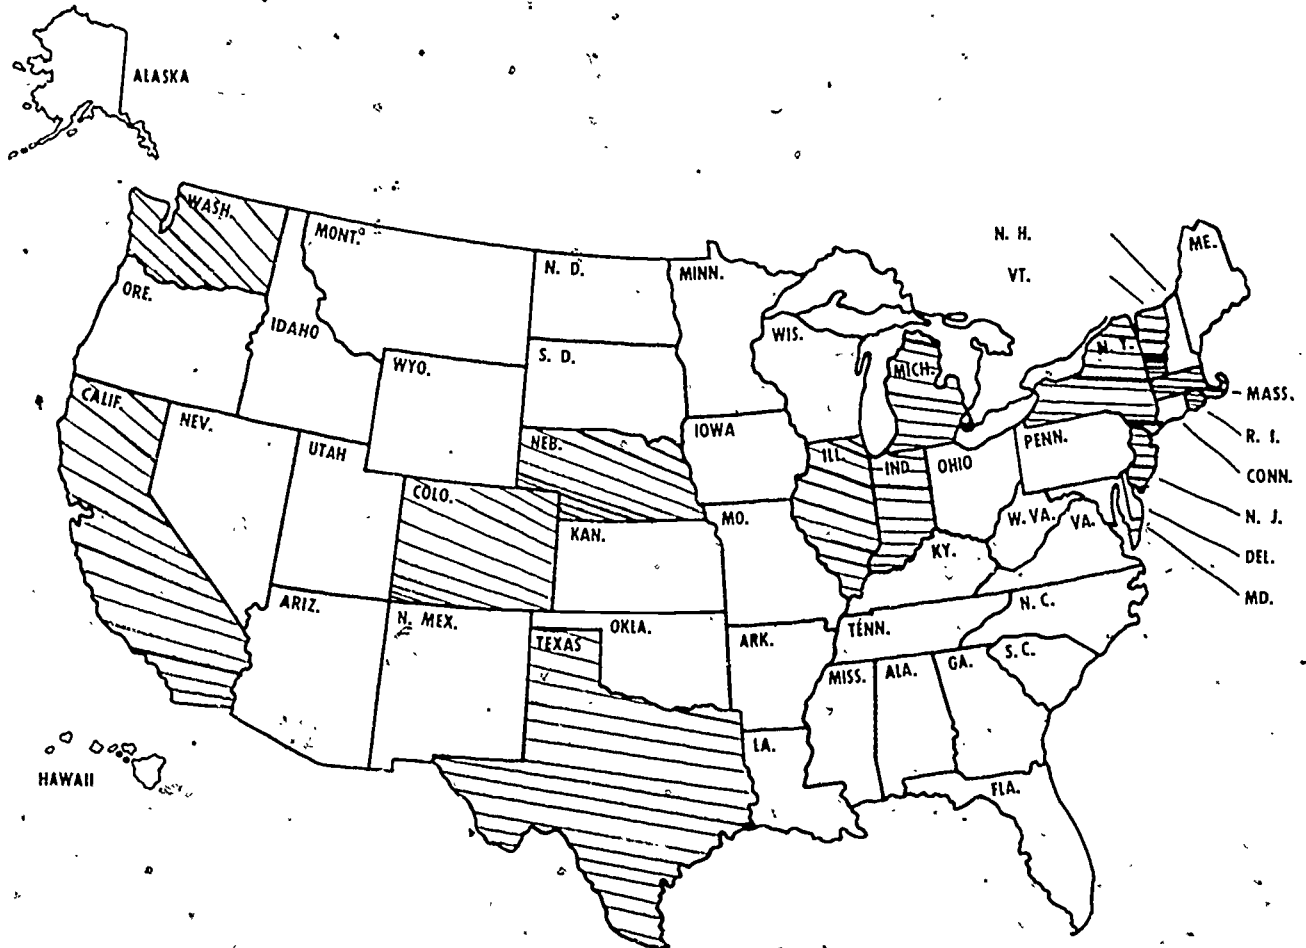 ALASKA
WASH.
MONT.
N. D.
MINN.
N. H.
VT.
ME.
ORE.
IDAHO
WYO.
S. D.
WIS.
MICH.
N. Y.
MASS.
CALIF.
NEV.
UTAH
COLO.
NEB.
IOWA
ILL.
IND.
OHIO
PENN.
R. I.
CONN.
N. J.
DEL.
MD.
KAN.
MO.
KY.
W. VA.
VA.
ARIZ.
N. MEX.
OKLA.
TEXAS
ARK.
TENN.
N. C.
S. C.
MISS.
ALA.
GA.
LA.
FLA.
HAWAII